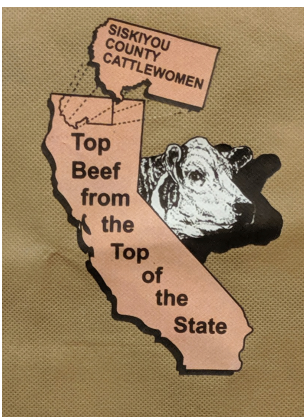 SISKIYOU
COUNTY
CATTLEWOMEN
Top
Beef
from
the
Top
of
the
State